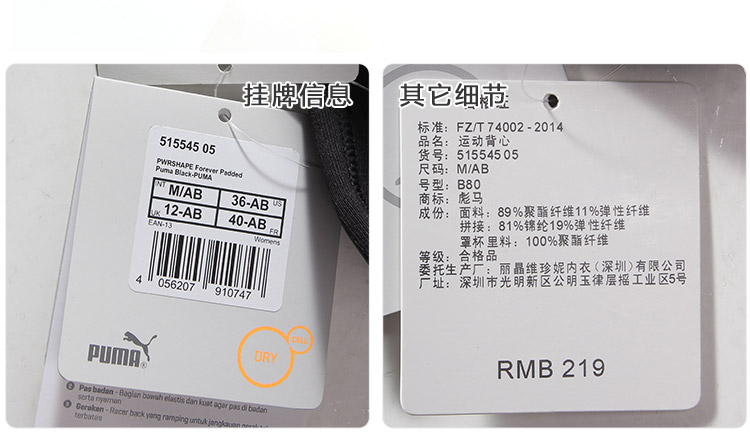 挂牌信息
515545 05
PWRSHAPE Forever Padded
Puma Black-PUMA
INT M/AB 36-AB US
UK 12-AB 40-AB FR
EAN-13 Womens
4 056207 910747
DRY CELL
PUMA
Pas badan - Bagian bawah elastis dan kuat agar pas di badan
serta nyaman
Gerakan - Racer back yang ramping untuk jangkauan gerak
terbatas
其它细节
标准: FZ/T 74002 - 2014
品名: 运动背心
货号: 515545 05
尺码: M/AB
号型: B80
商标: 彪马
成份: 面料: 89%聚酯纤维11%弹性纤维
拼接: 81%锦纶19%弹性纤维
罩杯里料: 100%聚酯纤维
等级: 合格品
委托生产厂: 丽晶维珍妮内衣(深圳)有限公司
厂址: 深圳市光明新区公明玉律层摇工业区5号
RMB 219